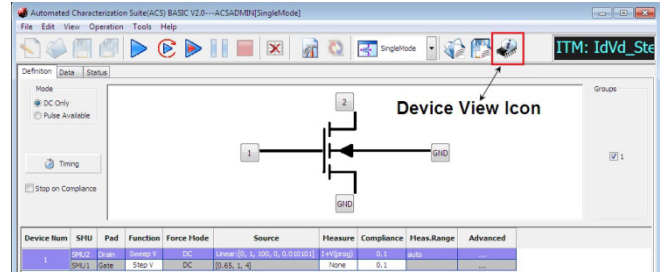 Automated Characterization Suite(ACS) BASIC V2.0---ACSADMIN[SingleMode]
File Edit View Operation Tools Help
SingleMode
ITM: IdVd_Ste
Definition Data Status
Mode
DC Only
Pulse Available
Timing
Stop on Compliance
2
Device View Icon
1
GND
GND
Groups
1
Device Num SMU Pad Function Force Mode Source Measure Compliance Meas.Range Advanced
1 SMU2 Drain Sweep V DC Linear:[0, 1, 100, 0, 0.010101] I+V(prog) 0.1 auto ...
SMU1 Gate Step V DC [0.65, 1, 4] None 0.1 ...